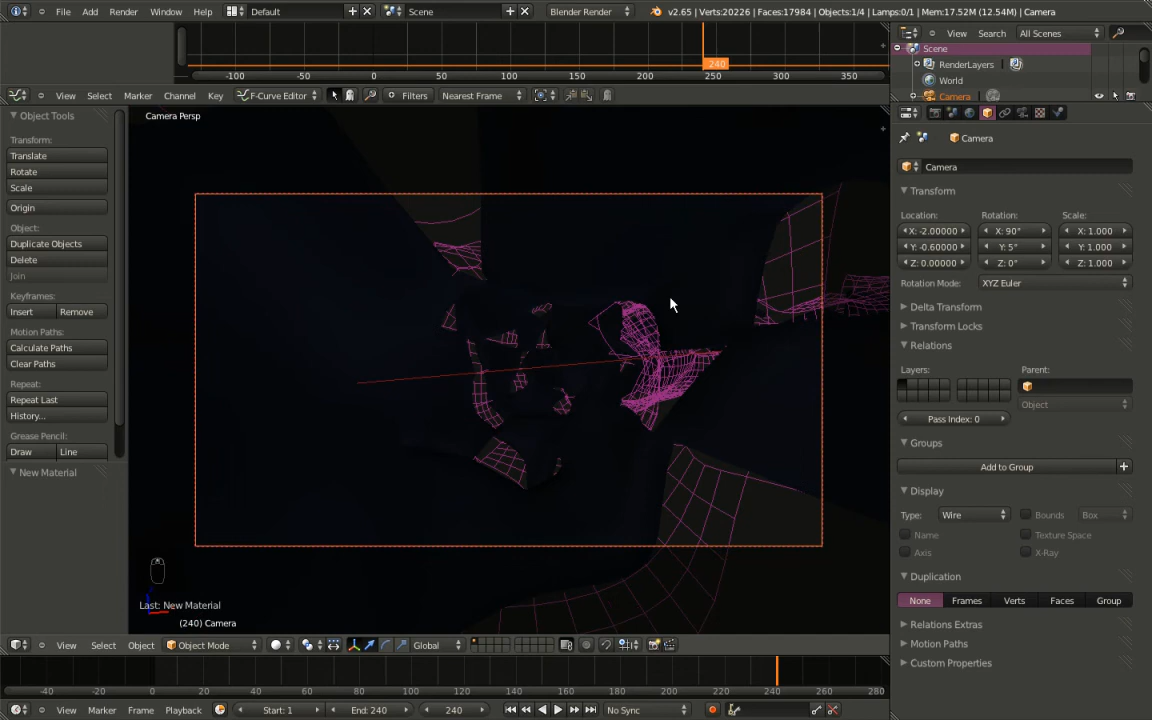 File Add Render Window Help Default Scene Blender Render v2.65 | Verts:20226 | Faces:17984 | Objects:1/4 | Lamps:0/1 | Mem:17.52M (12.54M) | Camera
View Search All Scenes
Scene
RenderLayers
World
Camera
240
-100 -50 0 50 100 150 200 250 300 350
View Select Marker Channel Key F-Curve Editor Filters Nearest Frame
Object Tools
Transform:
Translate
Rotate
Scale
Origin
Object:
Duplicate Objects
Delete
Join
Keyframes:
Insert Remove
Motion Paths:
Calculate Paths
Clear Paths
Repeat:
Repeat Last
History...
Grease Pencil:
Draw Line
New Material
Camera Persp
Last: New Material
(240) Camera
Camera
Camera
Transform
Location: Rotation: Scale:
X: -2.00000 X: 90° X: 1.000
Y: -0.60000 Y: 5° Y: 1.000
Z: 0.00000 Z: 0° Z: 1.000
Rotation Mode: XYZ Euler
Delta Transform
Transform Locks
Relations
Layers: Parent:
Object
Pass Index: 0
Groups
Add to Group
Display
Type: Wire Bounds Box
Name Texture Space
Axis X-Ray
Duplication
None Frames Verts Faces Group
Relations Extras
Motion Paths
Custom Properties
View Select Object Object Mode Global
-40 -20 0 20 40 60 80 100 120 140 160 180 200 220 240 260 280
View Marker Frame Playback Start: 1 End: 240 240 No Sync